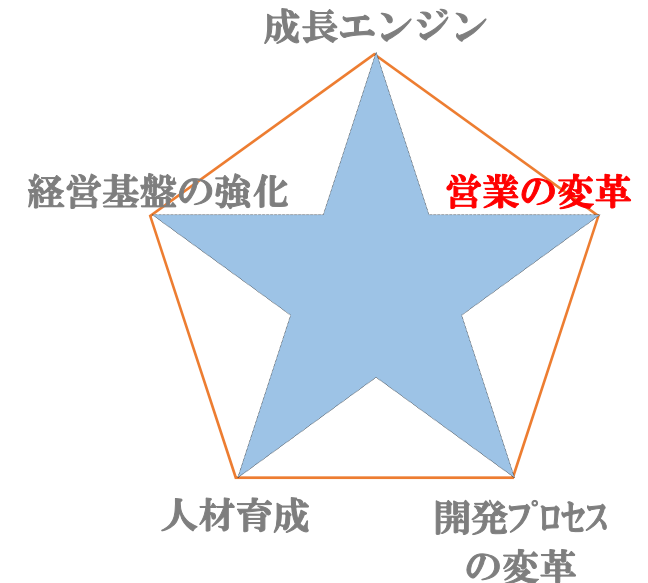 成長エンジン
経営基盤の強化
営業の変革
人材育成
開発プロセス
の変革